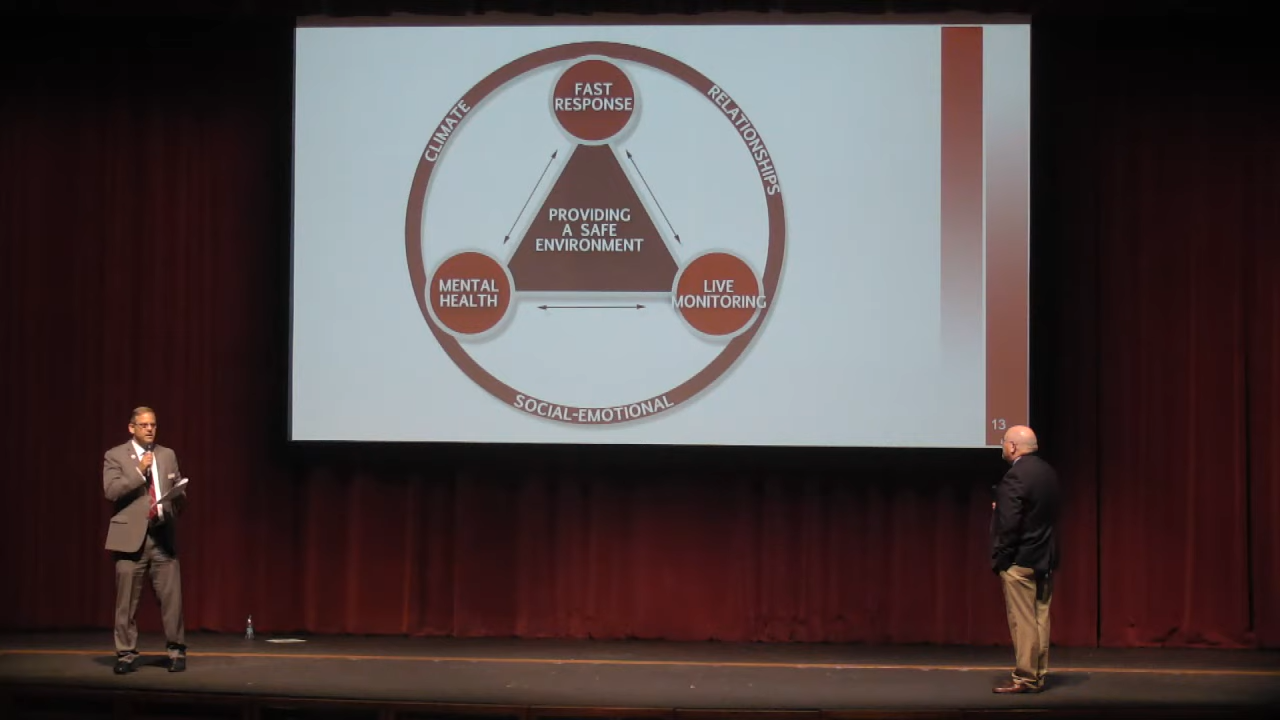 FAST
RESPONSE
CLIMATE
RELATIONSHIPS
PROVIDING
A SAFE
ENVIRONMENT
MENTAL
HEALTH
LIVE
MONITORING
SOCIAL-EMOTIONAL
13